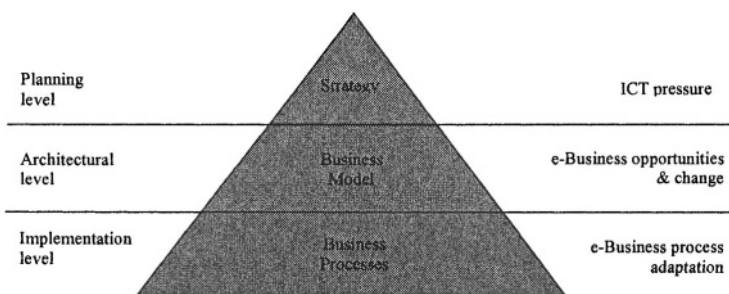 Planning
level
Strategy
ICT pressure
Architectural
level
Business
Model
e-Business opportunities
& change
Implementation
level
Business
Processes
e-Business process
adaptation